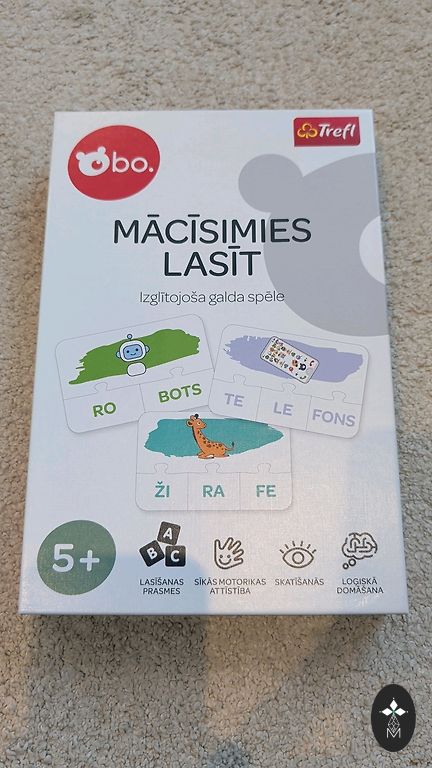 obo.
Trefl
MĀCĪSIMIES
LASĪT
Izglītojoša galda spēle
RO BOTS
TE LE FONS
ŽI RA FE
5+
A
B C
LASĪŠANAS
PRASMES
SĪKĀS MOTORIKAS
ATTĪSTĪBA
SKATĪŠANĀS
LOĢISKĀ
DOMĀŠANA
M